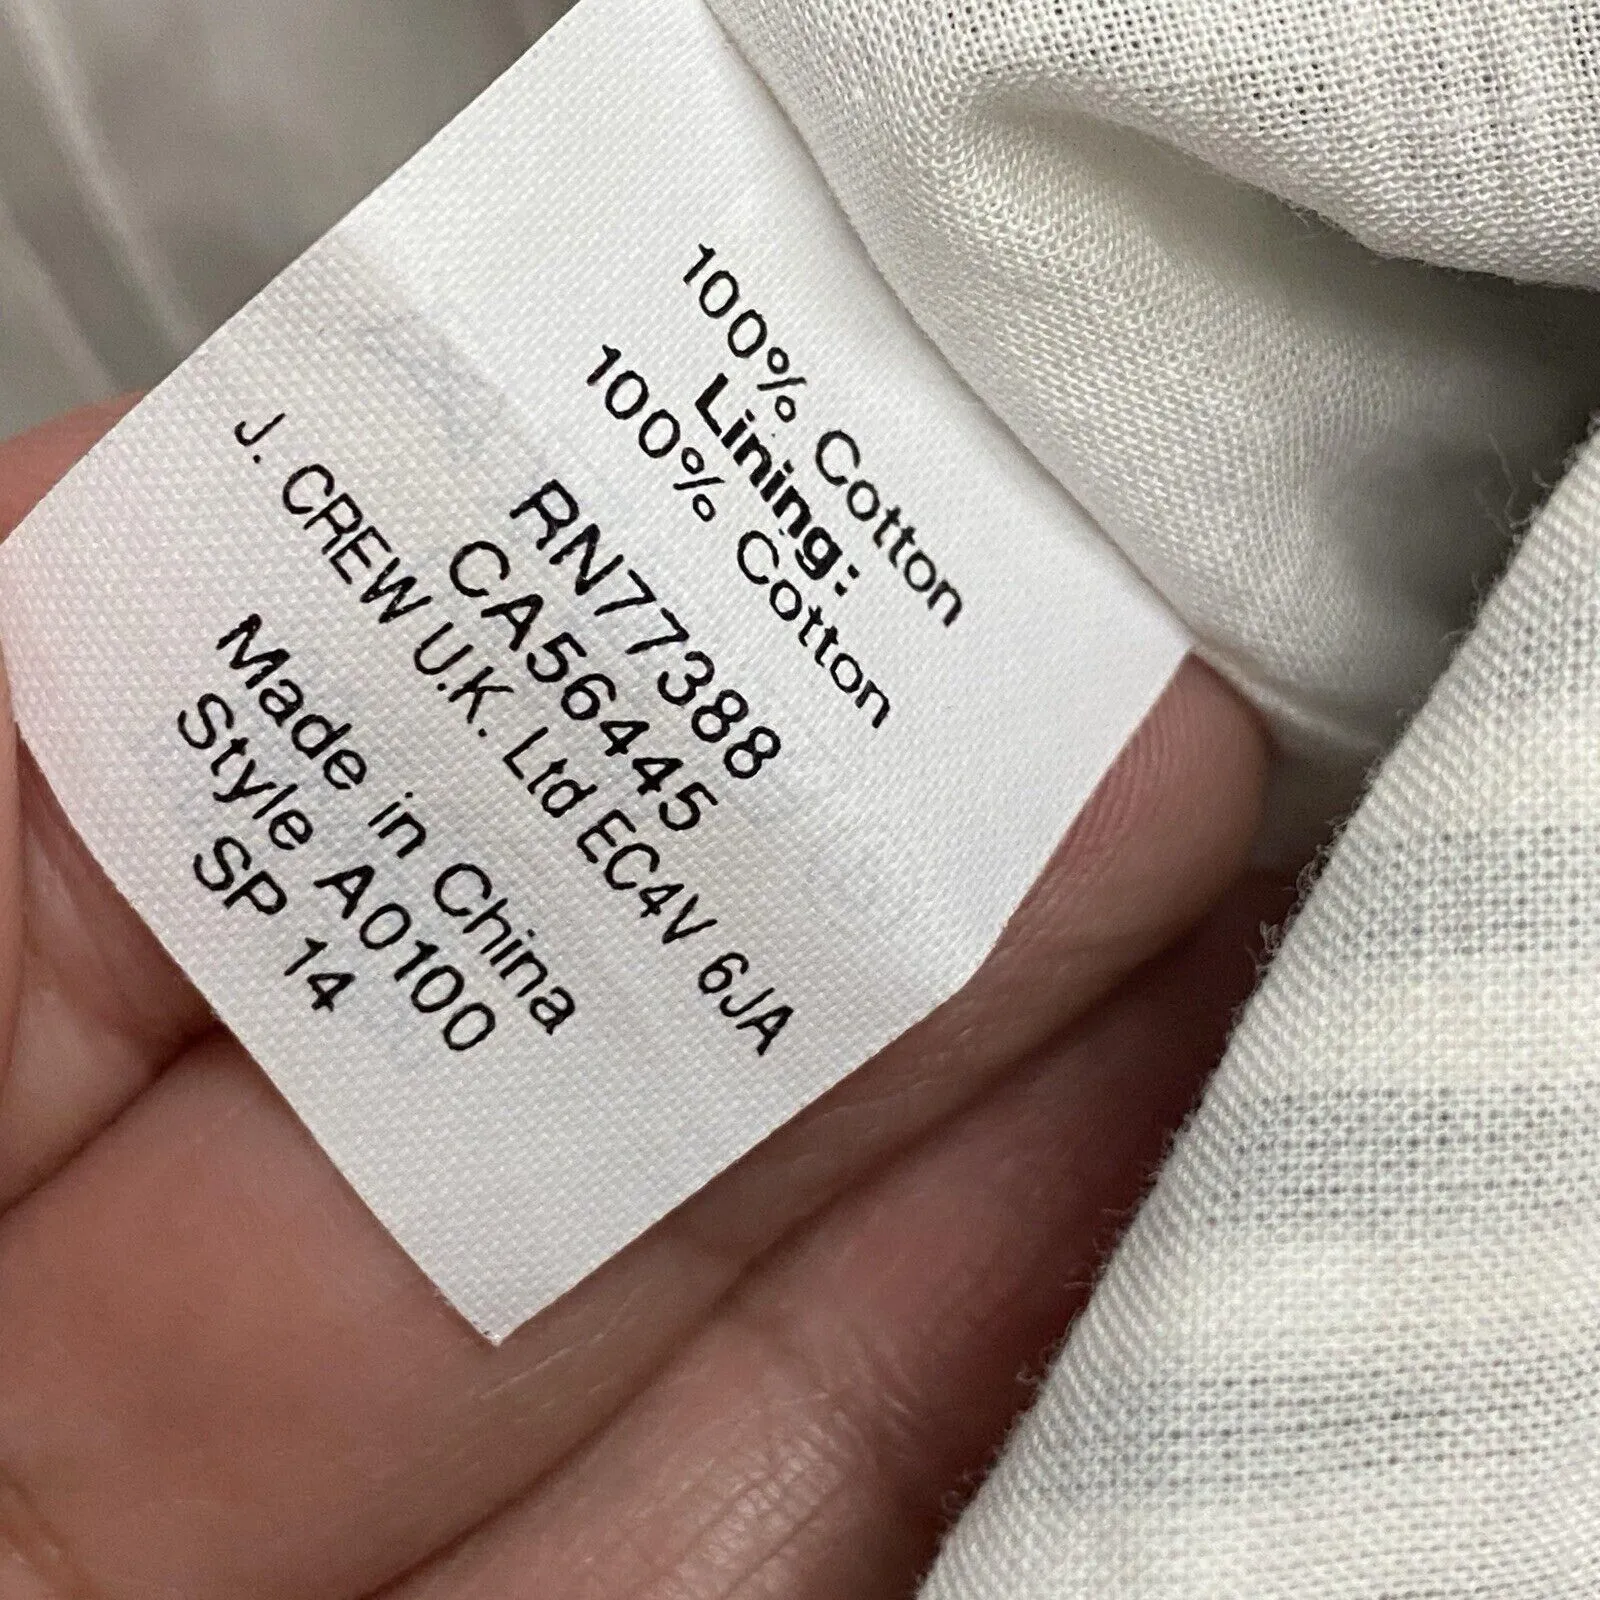 100% Cotton
Lining:
100% Cotton
RN77388
CA56445
J. CREW U.K. Ltd EC4V 6JA
Made in China
Style A0100
SP 14